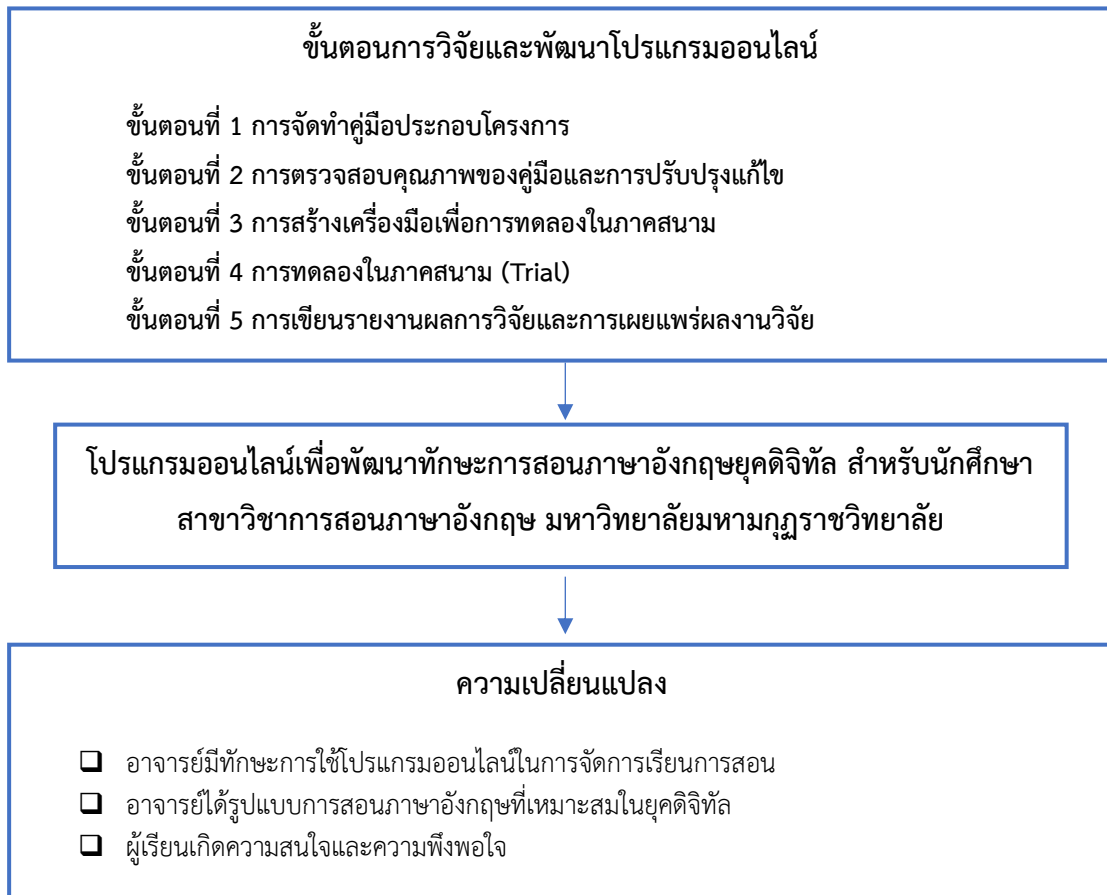 ขั้นตอนการวิจัยและพัฒนาโปรแกรมออนไลน์
ขั้นตอนที่ 1 การจัดทำคู่มือประกอบโครงการ
ขั้นตอนที่ 2 การตรวจสอบคุณภาพของคู่มือและการปรับปรุงแก้ไข
ขั้นตอนที่ 3 การสร้างเครื่องมือเพื่อการทดลองในภาคสนาม
ขั้นตอนที่ 4 การทดลองในภาคสนาม (Trial)
ขั้นตอนที่ 5 การเขียนรายงานผลการวิจัยและการเผยแพร่ผลงานวิจัย
โปรแกรมออนไลน์เพื่อพัฒนาทักษะการสอนภาษาอังกฤษยุคดิจิทัล สำหรับนักศึกษา
สาขาวิชาการสอนภาษาอังกฤษ มหาวิทยาลัยมหามกุฏราชวิทยาลัย
ความเปลี่ยนแปลง
อาจารย์มีทักษะการใช้โปรแกรมออนไลน์ในการจัดการเรียนการสอน
อาจารย์ได้รูปแบบการสอนภาษาอังกฤษที่เหมาะสมในยุคดิจิทัล
ผู้เรียนเกิดความสนใจและความพึงพอใจ